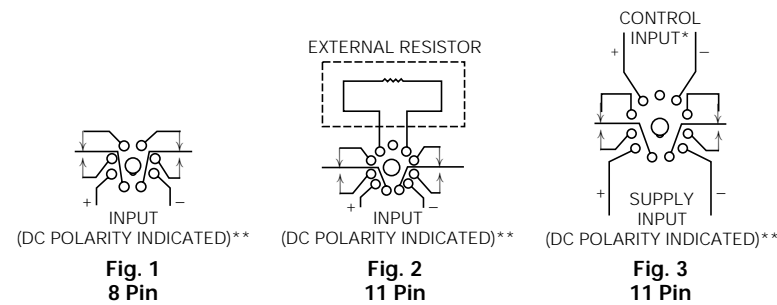 CONTROL
INPUT*
+ −
EXTERNAL RESISTOR
+ −
INPUT
(DC POLARITY INDICATED)**
Fig. 1
8 Pin
+ −
INPUT
(DC POLARITY INDICATED)**
Fig. 2
11 Pin
+ −
SUPPLY
INPUT
(DC POLARITY INDICATED)**
Fig. 3
11 Pin